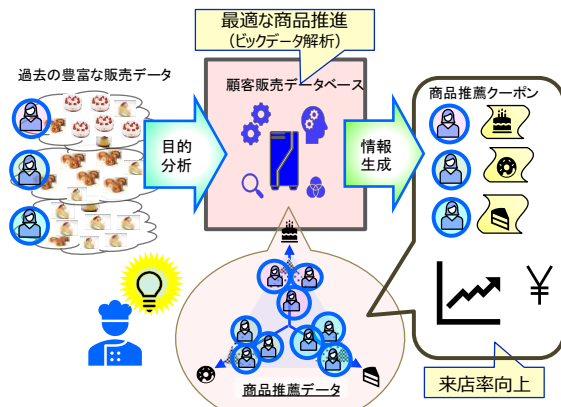 最適な商品推進
(ビックデータ解析)
過去の豊富な販売データ
顧客販売データベース
商品推薦クーポン
目的
分析
情報
生成
¥
商品推薦データ
来店率向上